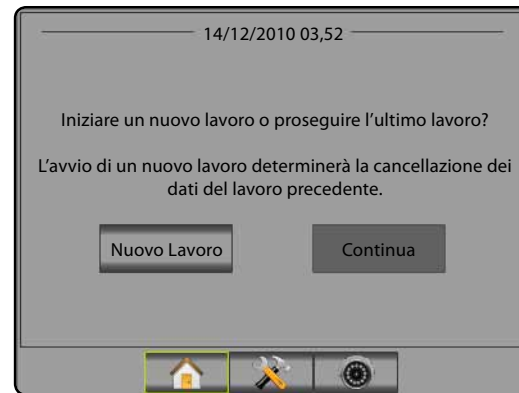 14/12/2010 03,52
Iniziare un nuovo lavoro o proseguire l'ultimo lavoro?
L'avvio di un nuovo lavoro determinerà la cancellazione dei
dati del lavoro precedente.
Nuovo Lavoro
Continua